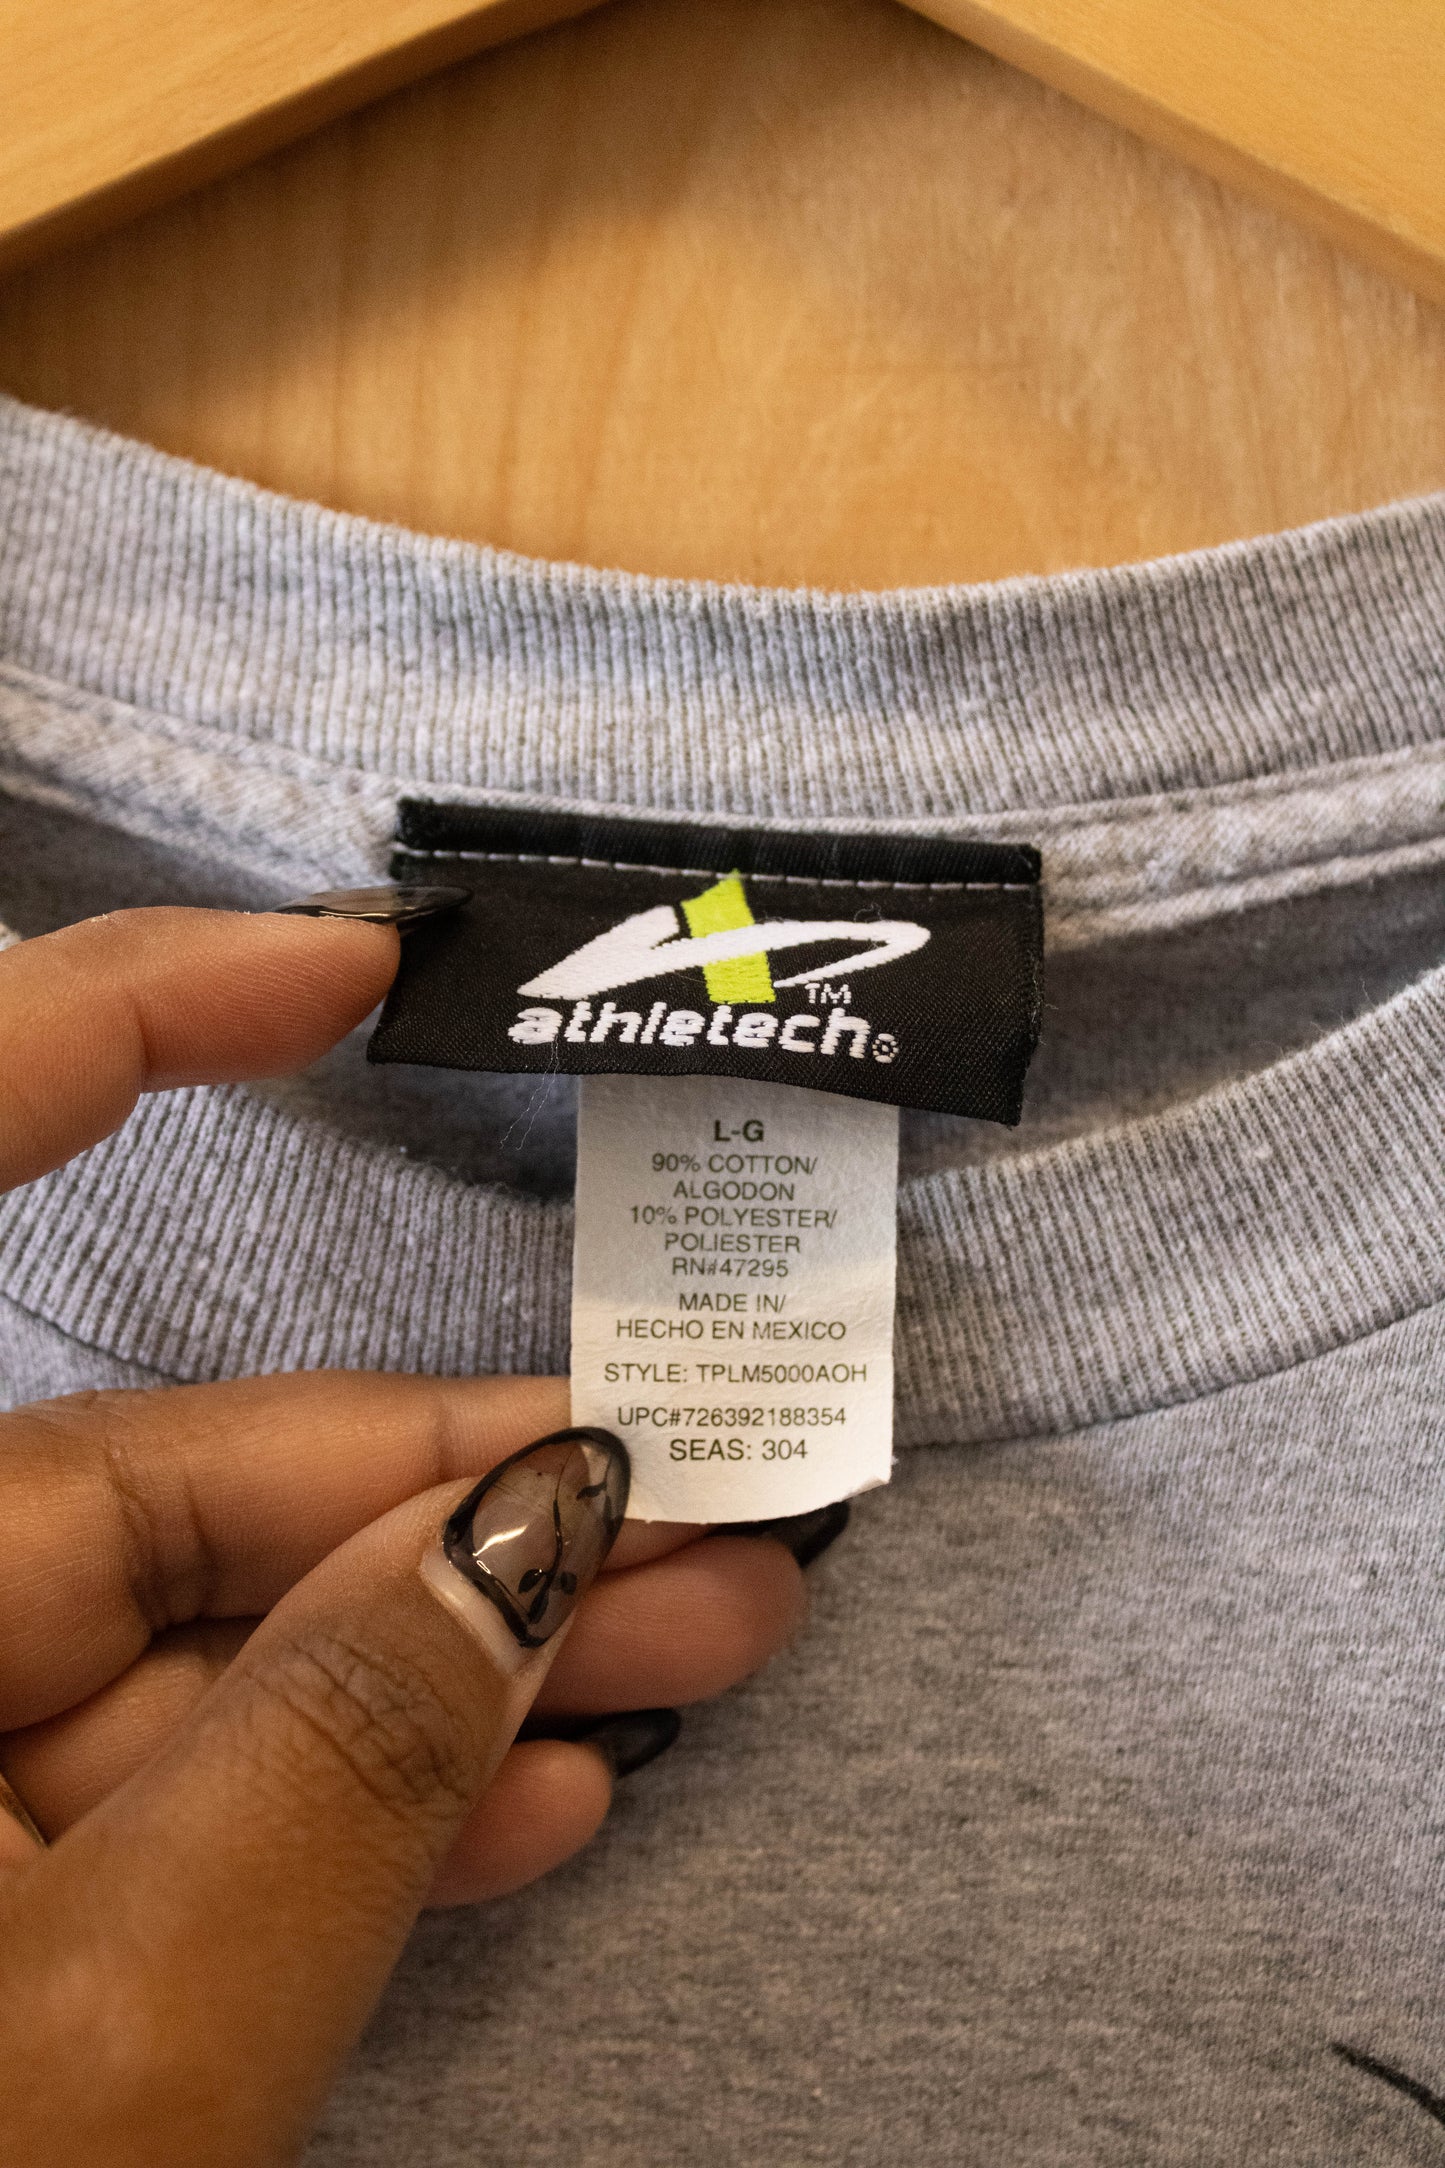 TM
athletech®
L-G
90% COTTON/
ALGODON
10% POLYESTER/
POLIESTER
RN#47295
MADE IN/
HECHO EN MEXICO
STYLE: TPLM5000AOH
UPC#726392188354
SEAS: 304